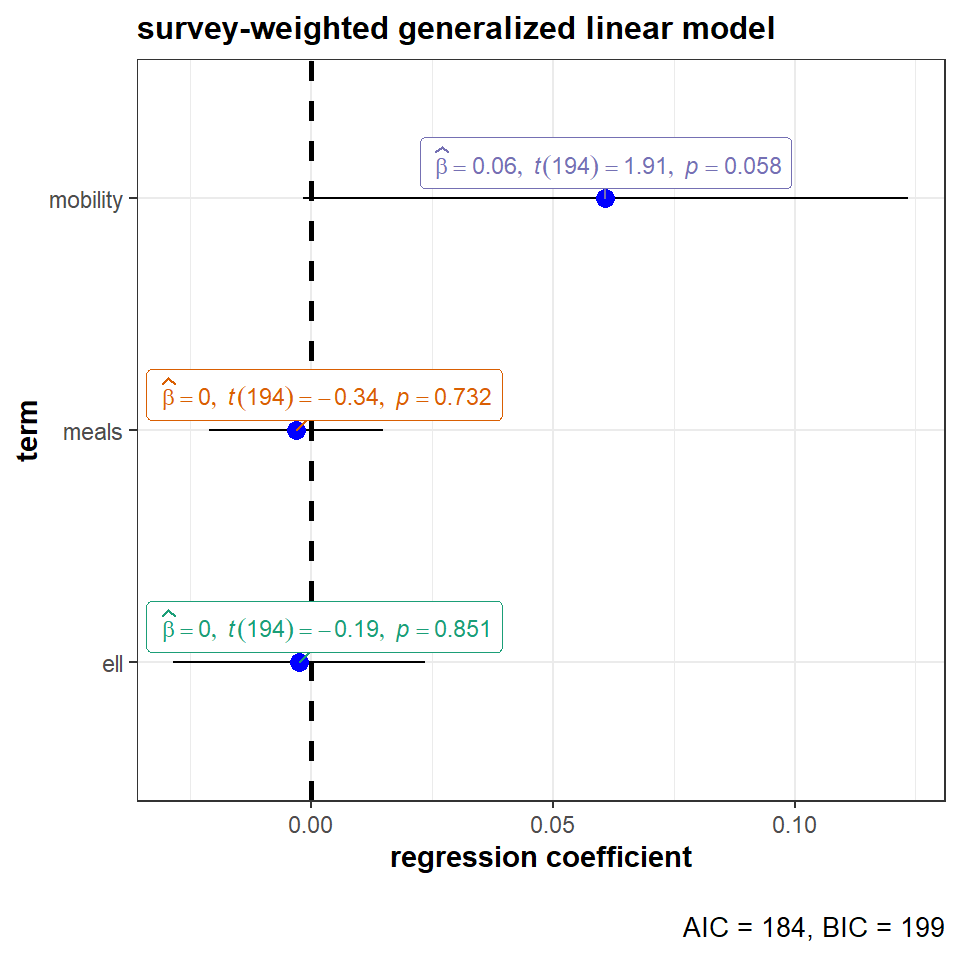 survey-weighted generalized linear model
β̂ = 0.06, t(194) = 1.91, p = 0.058
mobility
β̂ = 0, t(194) = −0.34, p = 0.732
meals
term
β̂ = 0, t(194) = −0.19, p = 0.851
ell
0.00 0.05 0.10
regression coefficient
AIC = 184, BIC = 199